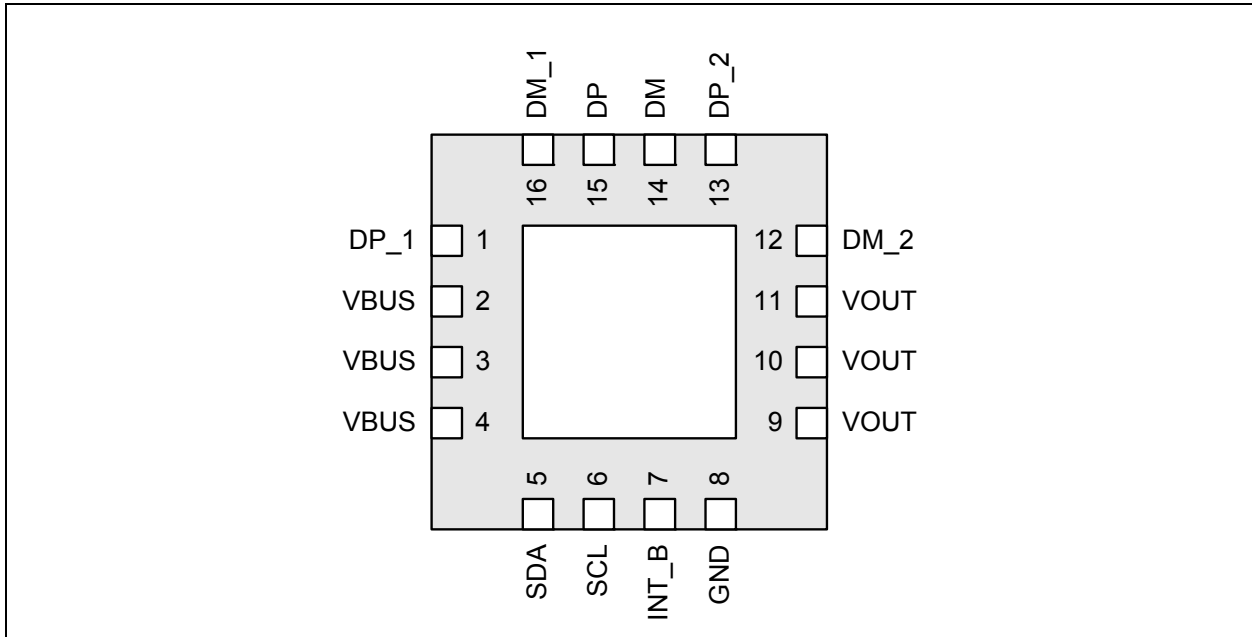 DM_1 DP DM DP_2
16 15 14 13
DP_1 1 12 DM_2
VBUS 2 11 VOUT
VBUS 3 10 VOUT
VBUS 4 9 VOUT
5 6 7 8
SDA SCL INT_B GND